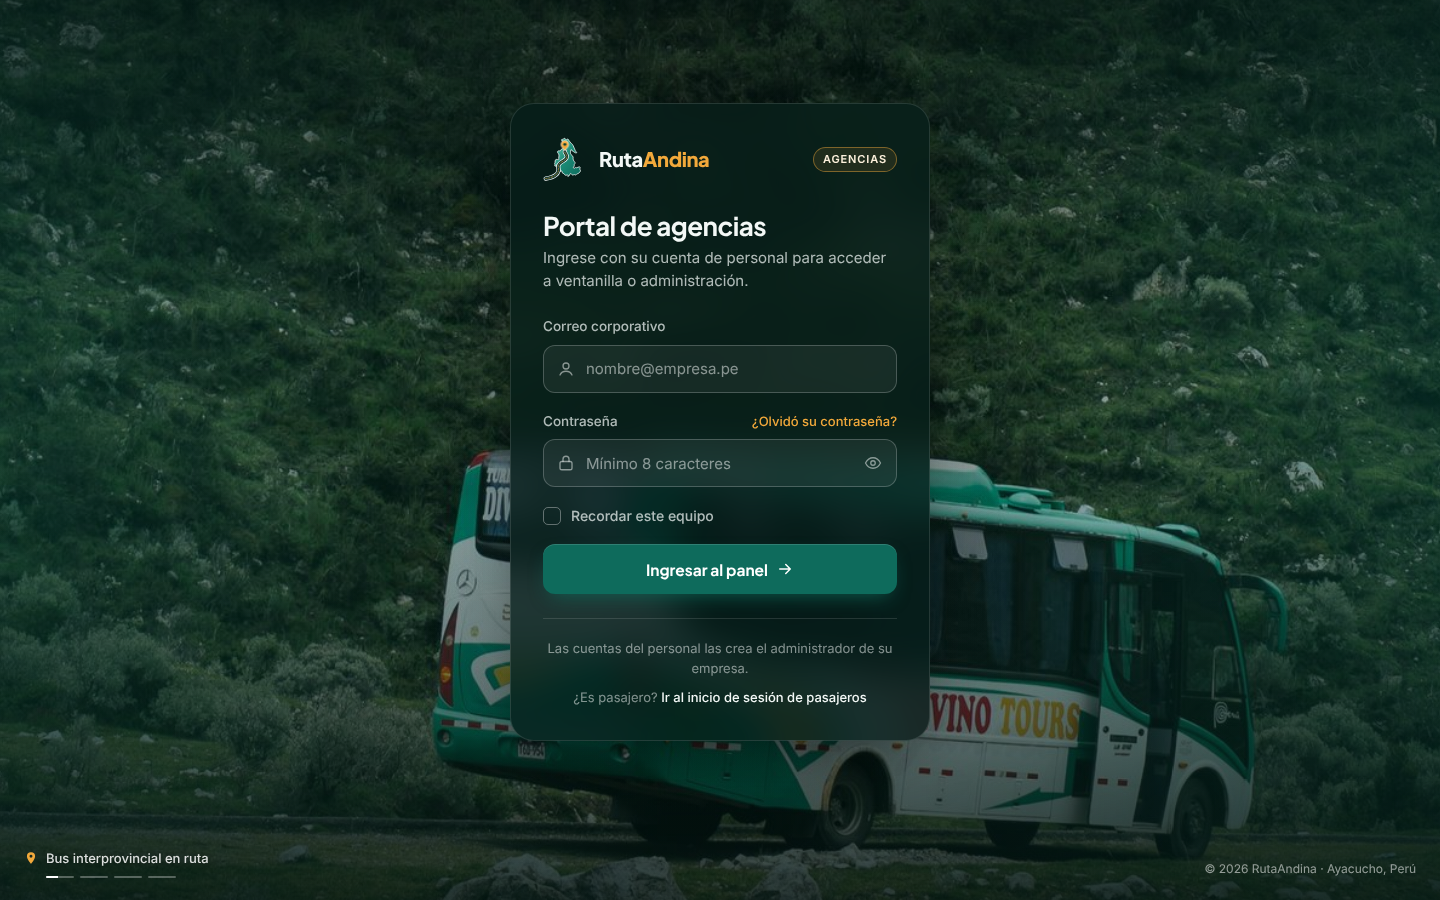 RutaAndina
AGENCIAS
Portal de agencias
Ingrese con su cuenta de personal para acceder
a ventanilla o administración.
Correo corporativo
nombre@empresa.pe
Contraseña
¿Olvidó su contraseña?
Mínimo 8 caracteres
Recordar este equipo
Ingresar al panel
Las cuentas del personal las crea el administrador de su
empresa.
¿Es pasajero? Ir al inicio de sesión de pasajeros
VINO TOURS
Bus interprovincial en ruta
© 2026 RutaAndina · Ayacucho, Perú